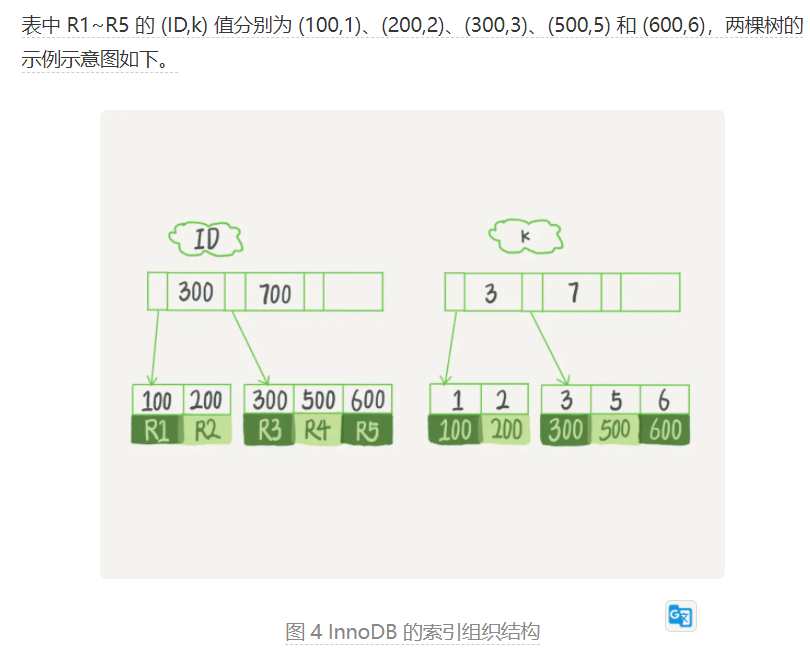 表中 R1~R5 的 (ID,k) 值分别为 (100,1)、(200,2)、(300,3)、(500,5) 和 (600,6)，两棵树的
示例示意图如下。
ID k
300 700 3 7
100 200 300 500 600 1 2 3 5 6
R1 R2 R3 R4 R5 100 200 300 500 600
G
图 4 InnoDB 的索引组织结构